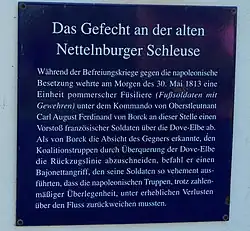 Das Gefecht an der alten
Nettelnburger Schleuse
Während der Befreiungskriege gegen die napoleonische
Besetzung wehrte am Morgen des 30. Mai 1813 eine
Einheit pommerscher Füsiliere (Fußsoldaten mit
Gewehren) unter dem Kommando von Oberstleutnant
Carl August Ferdinand von Borck an dieser Stelle einen
Vorstoß französischer Soldaten über die Dove-Elbe ab.
Als von Borck die Absicht des Gegners erkannte, den
Koalitionstruppen durch Überquerung der Dove-Elbe
die Rückzugslinie abzuschneiden, befahl er einen
Bajonettangriff, den seine Soldaten so vehement aus-
führten, dass die napoleonischen Truppen, trotz zahlen-
mäßiger Überlegenheit, unter erheblichen Verlusten
über den Fluss zurückweichen mussten.